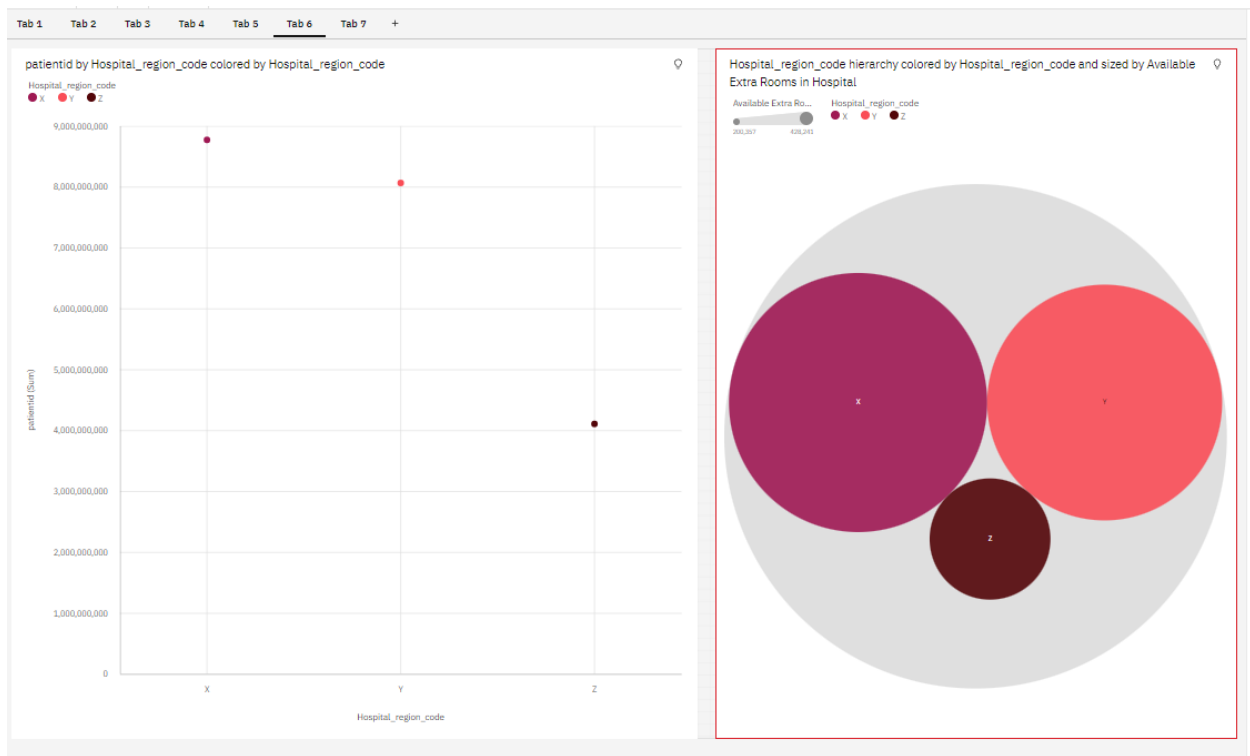 Tab 1 Tab 2 Tab 3 Tab 4 Tab 5 Tab 6 Tab 7 +
patientid by Hospital_region_code colored by Hospital_region_code
Hospital_region_code
X Y Z
9,000,000,000
8,000,000,000
7,000,000,000
6,000,000,000
5,000,000,000
4,000,000,000
3,000,000,000
2,000,000,000
1,000,000,000
0
patientid (Sum)
X Y Z
Hospital_region_code
Hospital_region_code hierarchy colored by Hospital_region_code and sized by Available
Extra Rooms in Hospital
Available Extra Ro... Hospital_region_code
X Y Z
200,357 428,241
X
Y
Z